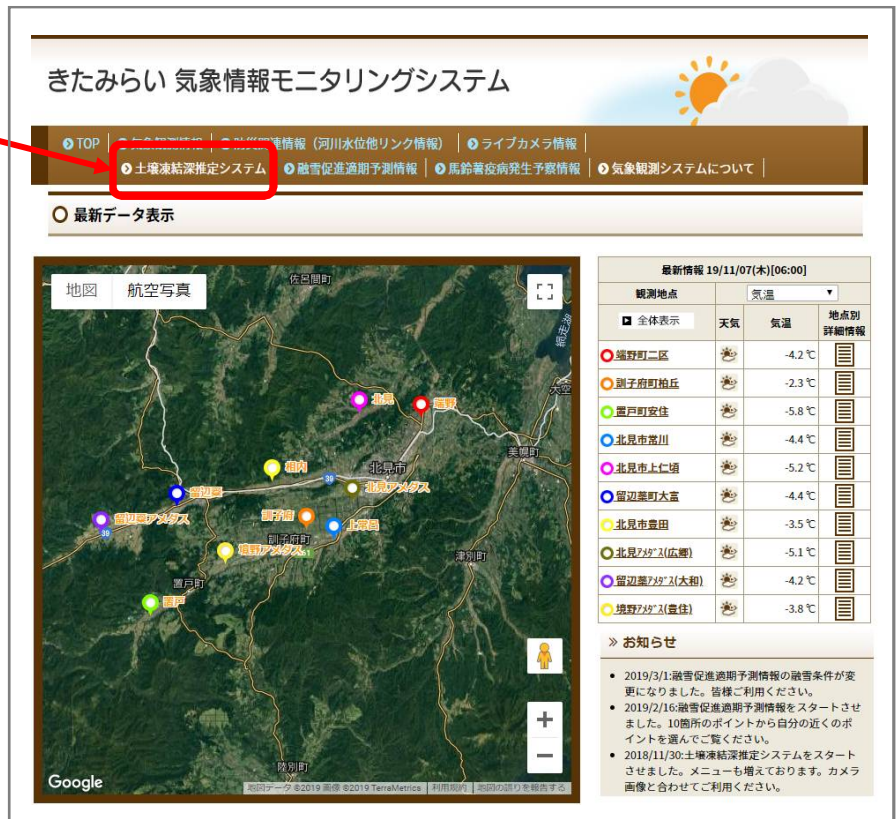 きたみらい 気象情報モニタリングシステム
TOP 気象観測情報 防災関連情報（河川水位他リンク情報） ライブカメラ情報
土壌凍結深推定システム 融雪促進適期予測情報 馬鈴薯疫病発生予察情報 気象観測システムについて
最新データ表示
地図 航空写真
佐呂間町
網走湖
大空
北見
端野
美幌町
相内
北見市
39
北見アメダス
留辺蘂
留辺蘂アメダス
39
訓子府
上常呂
訓子府町
境野アメダス
津別町
置戸町
置戸
陸別町
Google
地図データ ©2019 画像 ©2019 TerraMetrics 利用規約 地図の誤りを報告する
最新情報 19/11/07(木)[06:00]
観測地点 気温
全体表示 天気 気温 地点別詳細情報
端野町二区 -4.2 ℃
訓子府町柏丘 -2.3 ℃
置戸町安住 -5.8 ℃
北見市常川 -4.4 ℃
北見市上仁頃 -5.2 ℃
留辺蘂町大富 -4.4 ℃
北見市豊田 -3.5 ℃
北見ｱﾒﾀﾞｽ(広郷) -5.1 ℃
留辺蘂ｱﾒﾀﾞｽ(大和) -4.2 ℃
境野ｱﾒﾀﾞｽ(豊住) -3.8 ℃
» お知らせ
• 2019/3/1:融雪促進適期予測情報の融雪条件が変
更になりました。皆様ご利用ください。
• 2019/2/16:融雪促進適期予測情報をスタートさせ
ました。10箇所のポイントから自分の近くのポ
イントを選んでご覧ください。
• 2018/11/30:土壌凍結深推定システムをスタート
させました。メニューも増えております。カメラ
画像と合わせてご利用ください。